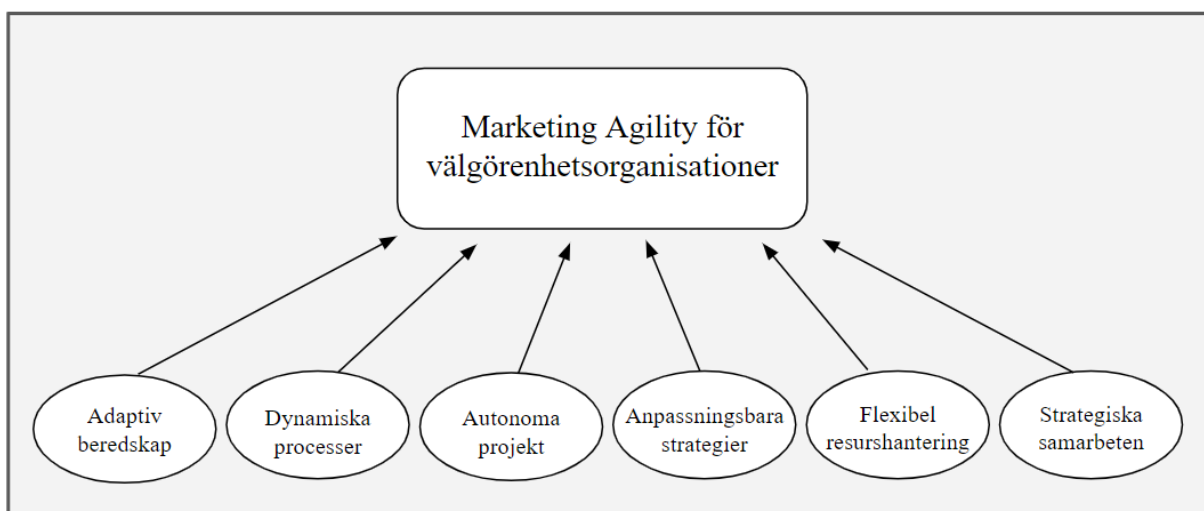 Marketing Agility för
välgörenhetsorganisationer
Adaptiv
beredskap
Dynamiska
processer
Autonoma
projekt
Anpassningsbara
strategier
Flexibel
resurshantering
Strategiska
samarbeten